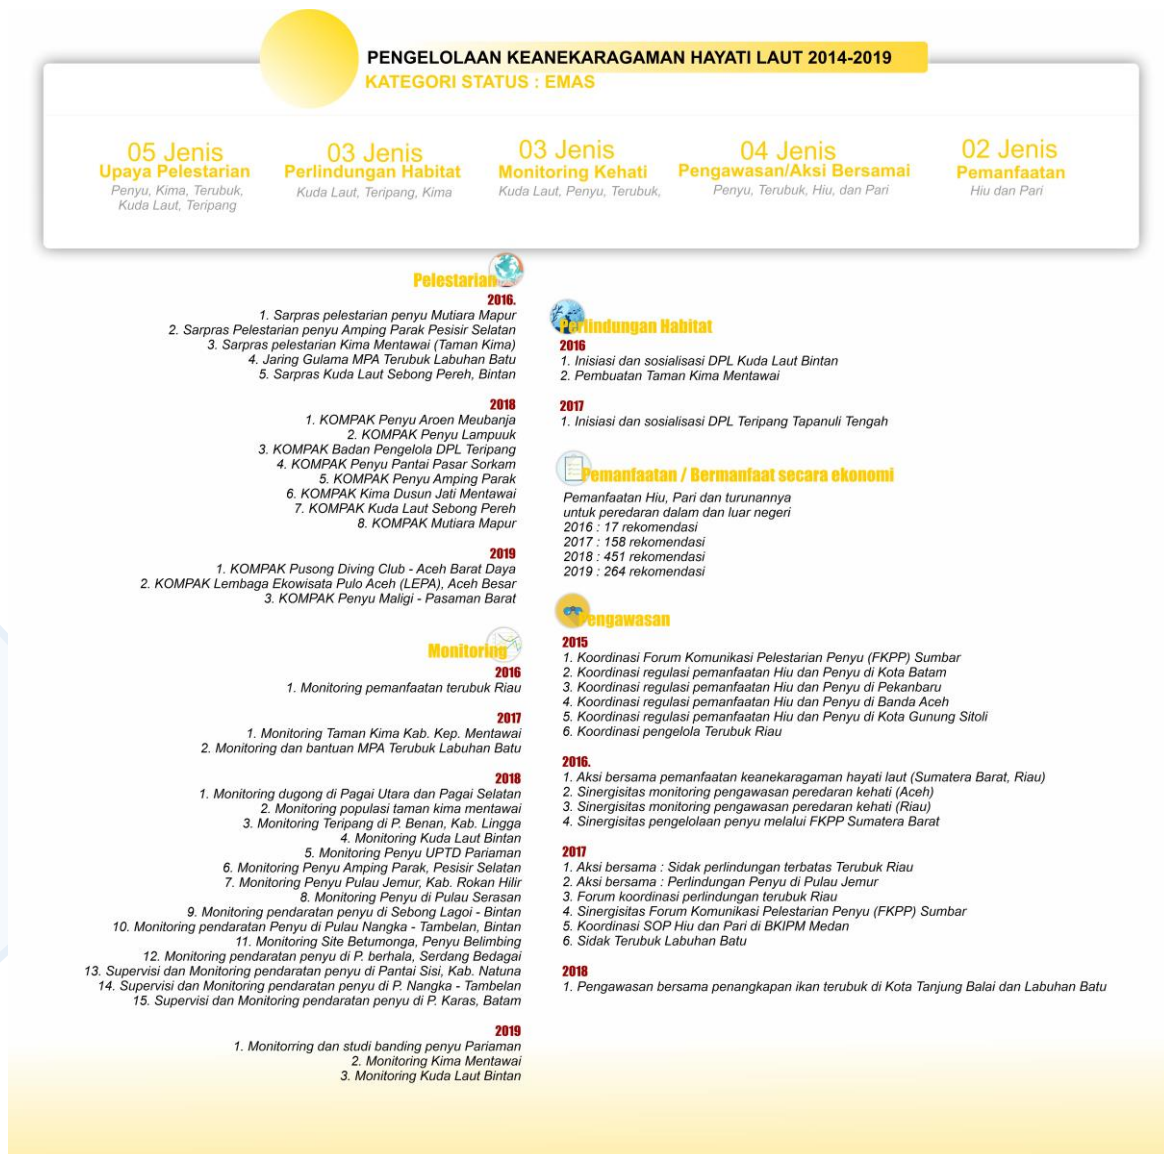 PENGELOLAAN KEANEKARAGAMAN HAYATI LAUT 2014-2019
KATEGORI STATUS : EMAS
05 Jenis
Upaya Pelestarian
Penyu, Kima, Terubuk,
Kuda Laut, Teripang
03 Jenis
Perlindungan Habitat
Kuda Laut, Teripang, Kima
03 Jenis
Monitoring Kehati
Kuda Laut, Penyu, Terubuk,
04 Jenis
Pengawasan/Aksi Bersamai
Penyu, Terubuk, Hiu, dan Pari
02 Jenis
Pemanfaatan
Hiu dan Pari
Pelestarian
2016.
1. Sarpras pelestarian penyu Mutiara Mapur
2. Sarpras Pelestarian penyu Amping Parak Pesisir Selatan
3. Sarpras pelestarian Kima Mentawai (Taman Kima)
4. Jaring Gulama MPA Terubuk Labuhan Batu
5. Sarpras Kuda Laut Sebong Pereh, Bintan
2018
1. KOMPAK Penyu Aroen Meubanja
2. KOMPAK Penyu Lampuuk
3. KOMPAK Badan Pengelola DPL Teripang
4. KOMPAK Penyu Pantai Pasar Sorkam
5. KOMPAK Penyu Amping Parak
6. KOMPAK Kima Dusun Jati Mentawai
7. KOMPAK Kuda Laut Sebong Pereh
8. KOMPAK Mutiara Mapur
2019
1. KOMPAK Pusong Diving Club - Aceh Barat Daya
2. KOMPAK Lembaga Ekowisata Pulo Aceh (LEPA), Aceh Besar
3. KOMPAK Penyu Maligi - Pasaman Barat
Monitoring
2016
1. Monitoring pemanfaatan terubuk Riau
2017
1. Monitoring Taman Kima Kab. Kep. Mentawai
2. Monitoring dan bantuan MPA Terubuk Labuhan Batu
2018
1. Monitoring dugong di Pagai Utara dan Pagai Selatan
2. Monitoring populasi taman kima mentawai
3. Monitoring Teripang di P. Benan, Kab. Lingga
4. Monitoring Kuda Laut Bintan
5. Monitoring Penyu UPTD Pariaman
6. Monitoring Penyu Amping Parak, Pesisir Selatan
7. Monitoring Penyu Pulau Jemur, Kab. Rokan Hilir
8. Monitoring Penyu di Pulau Serasan
9. Monitoring pendaratan penyu di Sebong Lagoi - Bintan
10. Monitoring pendaratan Penyu di Pulau Nangka - Tambelan, Bintan
11. Monitoring Site Betumonga, Penyu Belimbing
12. Monitoring pendaratan penyu di P. berhala, Serdang Bedagai
13. Supervisi dan Monitoring pendaratan penyu di Pantai Sisi, Kab. Natuna
14. Supervisi dan Monitoring pendaratan penyu di P. Nangka - Tambelan
15. Supervisi dan Monitoring pendaratan penyu di P. Karas, Batam
2019
1. Monitorring dan studi banding penyu Pariaman
2. Monitoring Kima Mentawai
3. Monitoring Kuda Laut Bintan
Perlindungan Habitat
2016
1. Inisiasi dan sosialisasi DPL Kuda Laut Bintan
2. Pembuatan Taman Kima Mentawai
2017
1. Inisiasi dan sosialisasi DPL Teripang Tapanuli Tengah
Pemanfaatan / Bermanfaat secara ekonomi
Pemanfaatan Hiu, Pari dan turunannya
untuk peredaran dalam dan luar negeri
2016 : 17 rekomendasi
2017 : 158 rekomendasi
2018 : 451 rekomendasi
2019 : 264 rekomendasi
Pengawasan
2015
1. Koordinasi Forum Komunikasi Pelestarian Penyu (FKPP) Sumbar
2. Koordinasi regulasi pemanfaatan Hiu dan Penyu di Kota Batam
3. Koordinasi regulasi pemanfaatan Hiu dan Penyu di Pekanbaru
4. Koordinasi regulasi pemanfaatan Hiu dan Penyu di Banda Aceh
5. Koordinasi regulasi pemanfaatan Hiu dan Penyu di Kota Gunung Sitoli
6. Koordinasi pengelola Terubuk Riau
2016.
1. Aksi bersama pemanfaatan keanekaragaman hayati laut (Sumatera Barat, Riau)
2. Sinergisitas monitoring pengawasan peredaran kehati (Aceh)
3. Sinergisitas monitoring pengawasan peredaran kehati (Riau)
4. Sinergisitas pengelolaan penyu melalui FKPP Sumatera Barat
2017
1. Aksi bersama : Sidak perlindungan terbatas Terubuk Riau
2. Aksi bersama : Perlindungan Penyu di Pulau Jemur
3. Forum koordinasi perlindungan terubuk Riau
4. Sinergisitas Forum Komunikasi Pelestarian Penyu (FKPP) Sumbar
5. Koordinasi SOP Hiu dan Pari di BKIPM Medan
6. Sidak Terubuk Labuhan Batu
2018
1. Pengawasan bersama penangkapan ikan terubuk di Kota Tanjung Balai dan Labuhan Batu